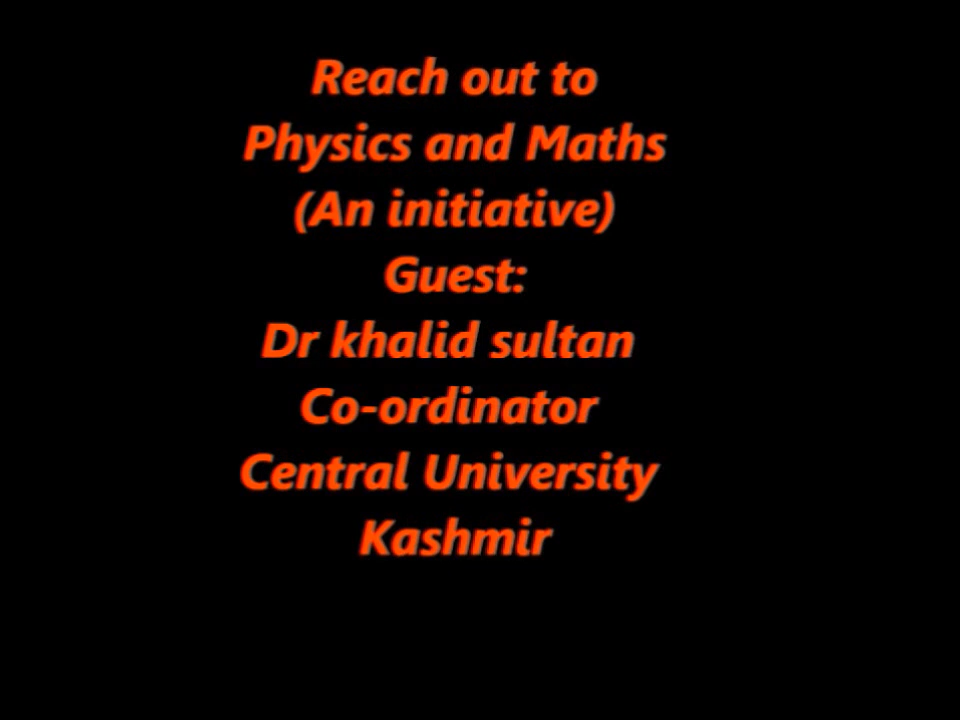 Reach out to
Physics and Maths
(An initiative)
Guest:
Dr khalid sultan
Co-ordinator
Central University
Kashmir